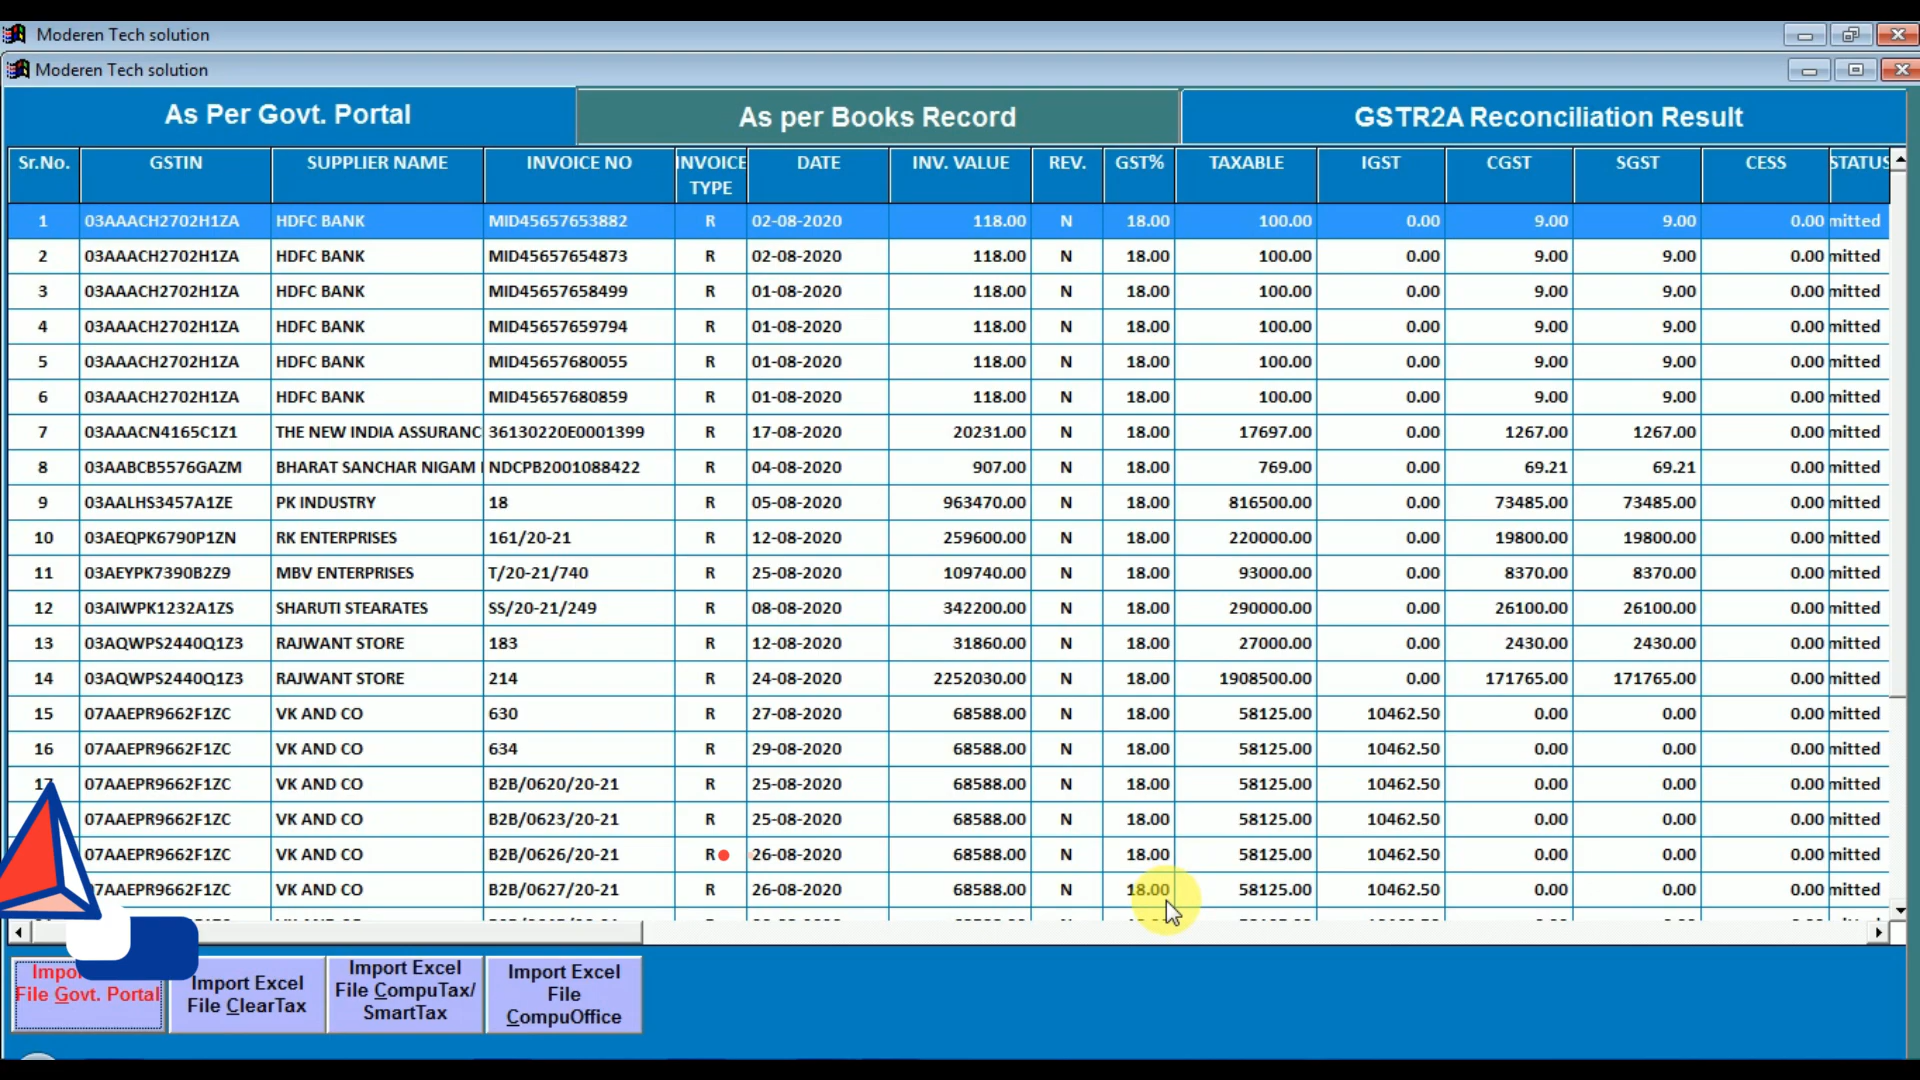 Moderen Tech solution
Moderen Tech solution
As Per Govt. Portal As per Books Record GSTR2A Reconciliation Result
Sr.No. GSTIN SUPPLIER NAME INVOICE NO INVOICE TYPE DATE INV. VALUE REV. GST% TAXABLE IGST CGST SGST CESS STATUS
1 03AAACH2702H1ZA HDFC BANK MID45657653882 R 02-08-2020 118.00 N 18.00 100.00 0.00 9.00 9.00 0.00 mitted
2 03AAACH2702H1ZA HDFC BANK MID45657654873 R 02-08-2020 118.00 N 18.00 100.00 0.00 9.00 9.00 0.00 mitted
3 03AAACH2702H1ZA HDFC BANK MID45657658499 R 01-08-2020 118.00 N 18.00 100.00 0.00 9.00 9.00 0.00 mitted
4 03AAACH2702H1ZA HDFC BANK MID45657659794 R 01-08-2020 118.00 N 18.00 100.00 0.00 9.00 9.00 0.00 mitted
5 03AAACH2702H1ZA HDFC BANK MID45657680055 R 01-08-2020 118.00 N 18.00 100.00 0.00 9.00 9.00 0.00 mitted
6 03AAACH2702H1ZA HDFC BANK MID45657680859 R 01-08-2020 118.00 N 18.00 100.00 0.00 9.00 9.00 0.00 mitted
7 03AAACN4165C1Z1 THE NEW INDIA ASSURANC 36130220E0001399 R 17-08-2020 20231.00 N 18.00 17697.00 0.00 1267.00 1267.00 0.00 mitted
8 03AABCB5576GAZM BHARAT SANCHAR NIGAM NDCPB2001088422 R 04-08-2020 907.00 N 18.00 769.00 0.00 69.21 69.21 0.00 mitted
9 03AALHS3457A1ZE PK INDUSTRY 18 R 05-08-2020 963470.00 N 18.00 816500.00 0.00 73485.00 73485.00 0.00 mitted
10 03AEQPK6790P1ZN RK ENTERPRISES 161/20-21 R 12-08-2020 259600.00 N 18.00 220000.00 0.00 19800.00 19800.00 0.00 mitted
11 03AEYPK7390B2Z9 MBV ENTERPRISES T/20-21/740 R 25-08-2020 109740.00 N 18.00 93000.00 0.00 8370.00 8370.00 0.00 mitted
12 03AIWPK1232A1ZS SHARUTI STEARATES SS/20-21/249 R 08-08-2020 342200.00 N 18.00 290000.00 0.00 26100.00 26100.00 0.00 mitted
13 03AQWPS2440Q1Z3 RAJWANT STORE 183 R 12-08-2020 31860.00 N 18.00 27000.00 0.00 2430.00 2430.00 0.00 mitted
14 03AQWPS2440Q1Z3 RAJWANT STORE 214 R 24-08-2020 2252030.00 N 18.00 1908500.00 0.00 171765.00 171765.00 0.00 mitted
15 07AAEPR9662F1ZC VK AND CO 630 R 27-08-2020 68588.00 N 18.00 58125.00 10462.50 0.00 0.00 0.00 mitted
16 07AAEPR9662F1ZC VK AND CO 634 R 29-08-2020 68588.00 N 18.00 58125.00 10462.50 0.00 0.00 0.00 mitted
17 07AAEPR9662F1ZC VK AND CO B2B/0620/20-21 R 25-08-2020 68588.00 N 18.00 58125.00 10462.50 0.00 0.00 0.00 mitted
07AAEPR9662F1ZC VK AND CO B2B/0623/20-21 R 25-08-2020 68588.00 N 18.00 58125.00 10462.50 0.00 0.00 0.00 mitted
07AAEPR9662F1ZC VK AND CO B2B/0626/20-21 R 26-08-2020 68588.00 N 18.00 58125.00 10462.50 0.00 0.00 0.00 mitted
07AAEPR9662F1ZC VK AND CO B2B/0627/20-21 R 26-08-2020 68588.00 N 18.00 58125.00 10462.50 0.00 0.00 0.00 mitted
Impo
File Govt. Portal
Import Excel
File ClearTax
Import Excel
File CompuTax/
SmartTax
Import Excel
File
CompuOffice